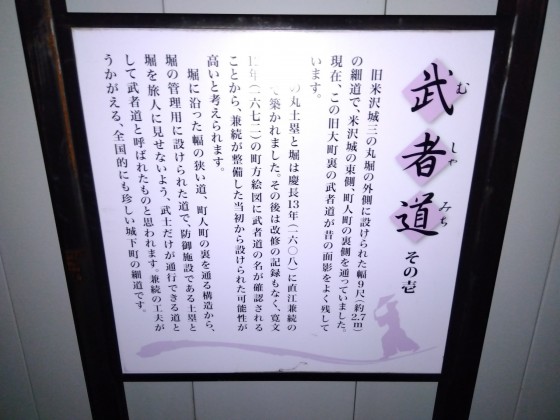 武者道 その壱
むしゃみち
旧米沢城三の丸堀の外側に設けられた幅9尺(約2.7m)
の細道で、米沢城の東側、町人町の裏側を通っていました。
現在、この旧大町裏の武者道が昔の面影をよく残して
います。
の丸土塁と堀は慶長13年(一六〇八)に直江兼続の
で築かれました。その後は改修の記録もなく、寛文
12年(一六七二)の町方絵図に武者道の名が確認される
ことから、兼続が整備した当初から設けられた可能性が
高いと考えられます。
堀に沿った幅の狭い道、町人町の裏を通る構造から、
堀の管理用に設けられた道で、防御施設である土塁と
堀を旅人に見せないよう、武士だけが通行できる道と
して武者道と呼ばれたものと思われます。兼続の工夫が
うかがえる、全国的にも珍しい城下町の細道です。